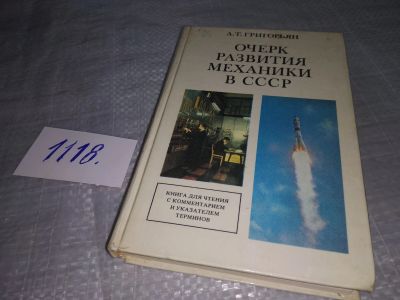 1118.
А.Т. ГРИГОРЬЯН
ОЧЕРК
РАЗВИТИЯ
МЕХАНИКИ
В СССР
КНИГА ДЛЯ ЧТЕНИЯ
С КОММЕНТАРИЕМ
И УКАЗАТЕЛЕМ
ТЕРМИНОВ